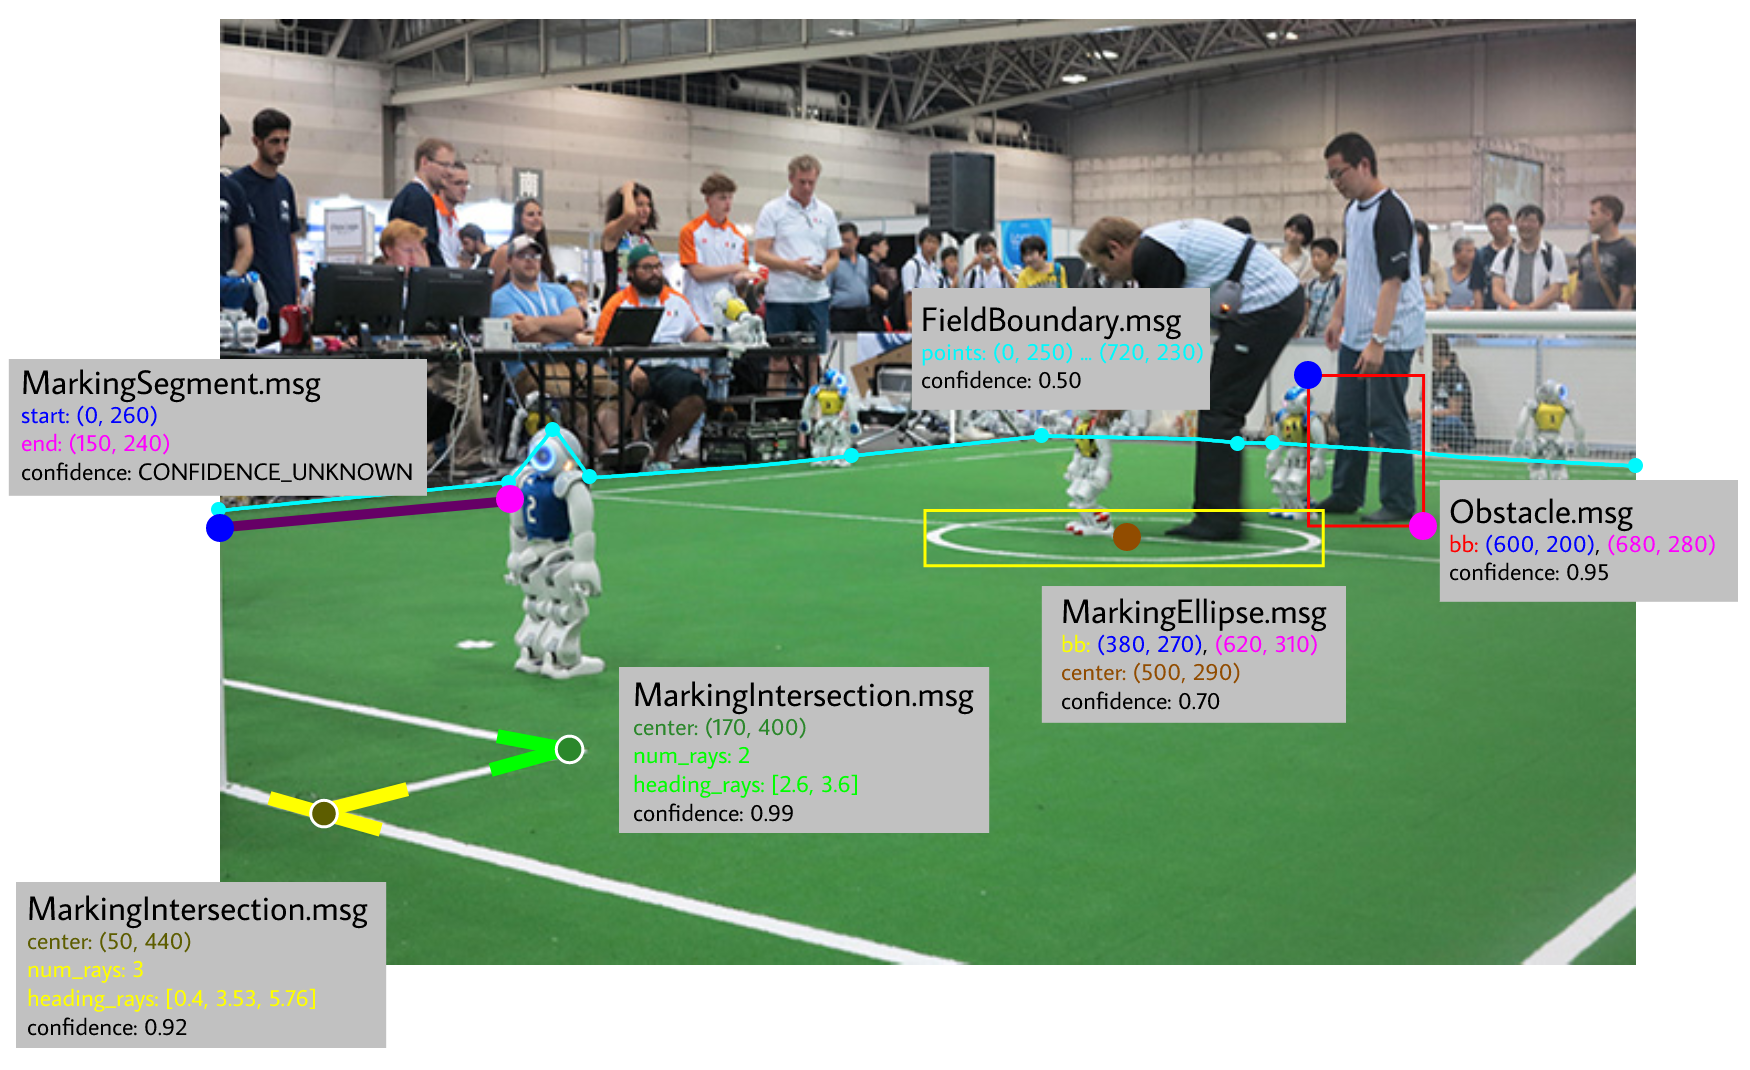 南
FieldBoundary.msg
points: (0, 250) ... (720, 230)
confidence: 0.50
MarkingSegment.msg
start: (0, 260)
end: (150, 240)
confidence: CONFIDENCE_UNKNOWN
2
Obstacle.msg
bb: (600, 200), (680, 280)
confidence: 0.95
MarkingEllipse.msg
bb: (380, 270), (620, 310)
center: (500, 290)
confidence: 0.70
MarkingIntersection.msg
center: (170, 400)
num_rays: 2
heading_rays: [2.6, 3.6]
confidence: 0.99
MarkingIntersection.msg
center: (50, 440)
num_rays: 3
heading_rays: [0.4, 3.53, 5.76]
confidence: 0.92